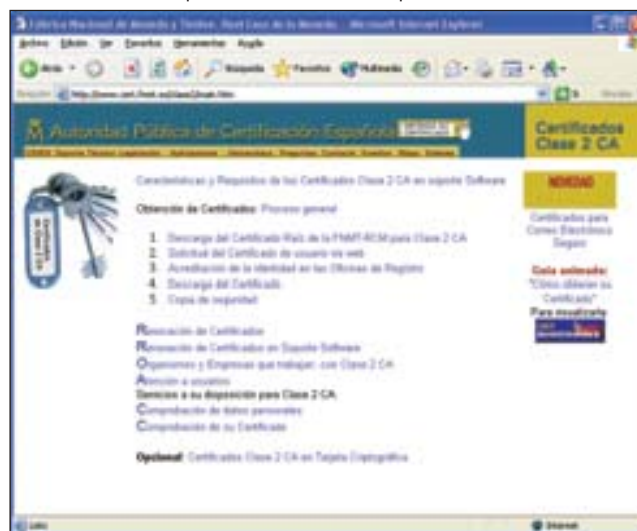 Fábrica Nacional de Moneda y Timbre. Real Casa de la Moneda - Microsoft Internet Explorer
Archivo Edición Ver Favoritos Herramientas Ayuda
Atrás Búsqueda Favoritos Multimedia
Autoridad Pública de Certificación Española
Certificados
Clase 2 CA
Características y Requisitos de los Certificados Clase 2 CA en soporte Software
NOVEDAD
Obtención de Certificados: Proceso general
Certificados para
Correo Electrónico
Seguro
1. Descarga del Certificado Raíz de la FNMT-RCM para Clase 2 CA
2. Solicitud del Certificado de usuario vía web
3. Acreditación de la identidad en las Oficinas de Registro
4. Descarga del Certificado
5. Copia de seguridad
Guía animada:
"Cómo obtener su
Certificado"
Para visualizarla
Renovación de Certificados
Organismos y Empresas que trabajan con Clase 2 CA
Atención a usuarios
Servicios a su disposición para Clase 2 CA:
Comprobación de datos personales
Comprobación de su Certificado
Opcional: Certificados Clase 2 CA en Tarjeta Criptográfica
Certificados
de Clase 2 CA
Listo
Internet